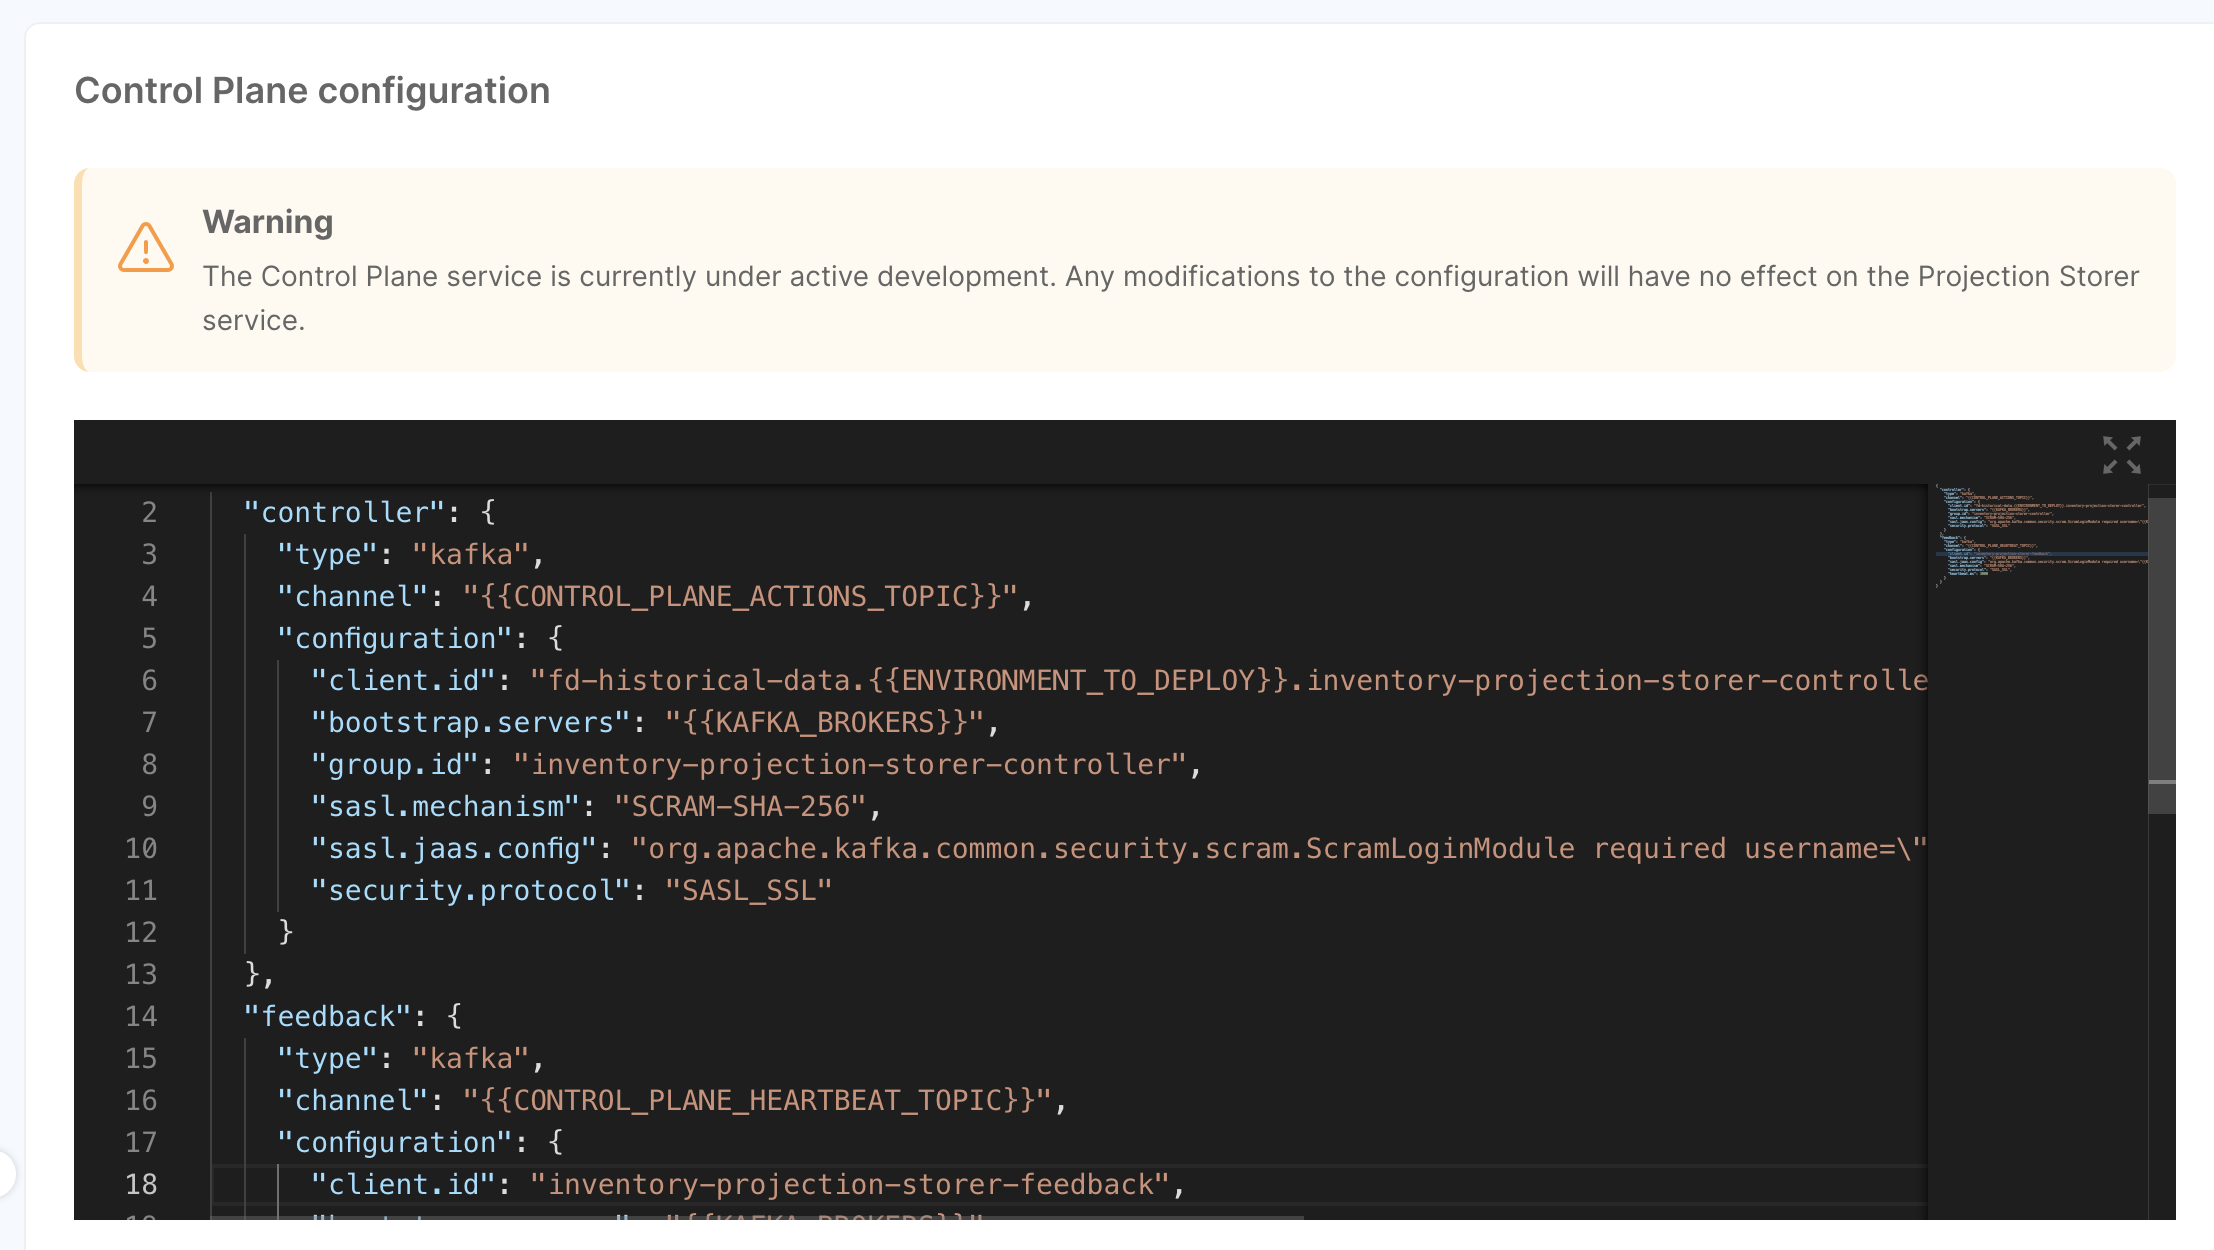 Control Plane configuration
Warning
The Control Plane service is currently under active development. Any modifications to the configuration will have no effect on the Projection Storer
service.
2 "controller": {
3 "type": "kafka",
4 "channel": "{{CONTROL_PLANE_ACTIONS_TOPIC}}",
5 "configuration": {
6 "client.id": "fd-historical-data.{{ENVIRONMENT_TO_DEPLOY}}.inventory-projection-storer-controlle
7 "bootstrap.servers": "{{KAFKA_BROKERS}}",
8 "group.id": "inventory-projection-storer-controller",
9 "sasl.mechanism": "SCRAM-SHA-256",
10 "sasl.jaas.config": "org.apache.kafka.common.security.scram.ScramLoginModule required username=\"
11 "security.protocol": "SASL_SSL"
12 }
13 },
14 "feedback": {
15 "type": "kafka",
16 "channel": "{{CONTROL_PLANE_HEARTBEAT_TOPIC}}",
17 "configuration": {
18 "client.id": "inventory-projection-storer-feedback",